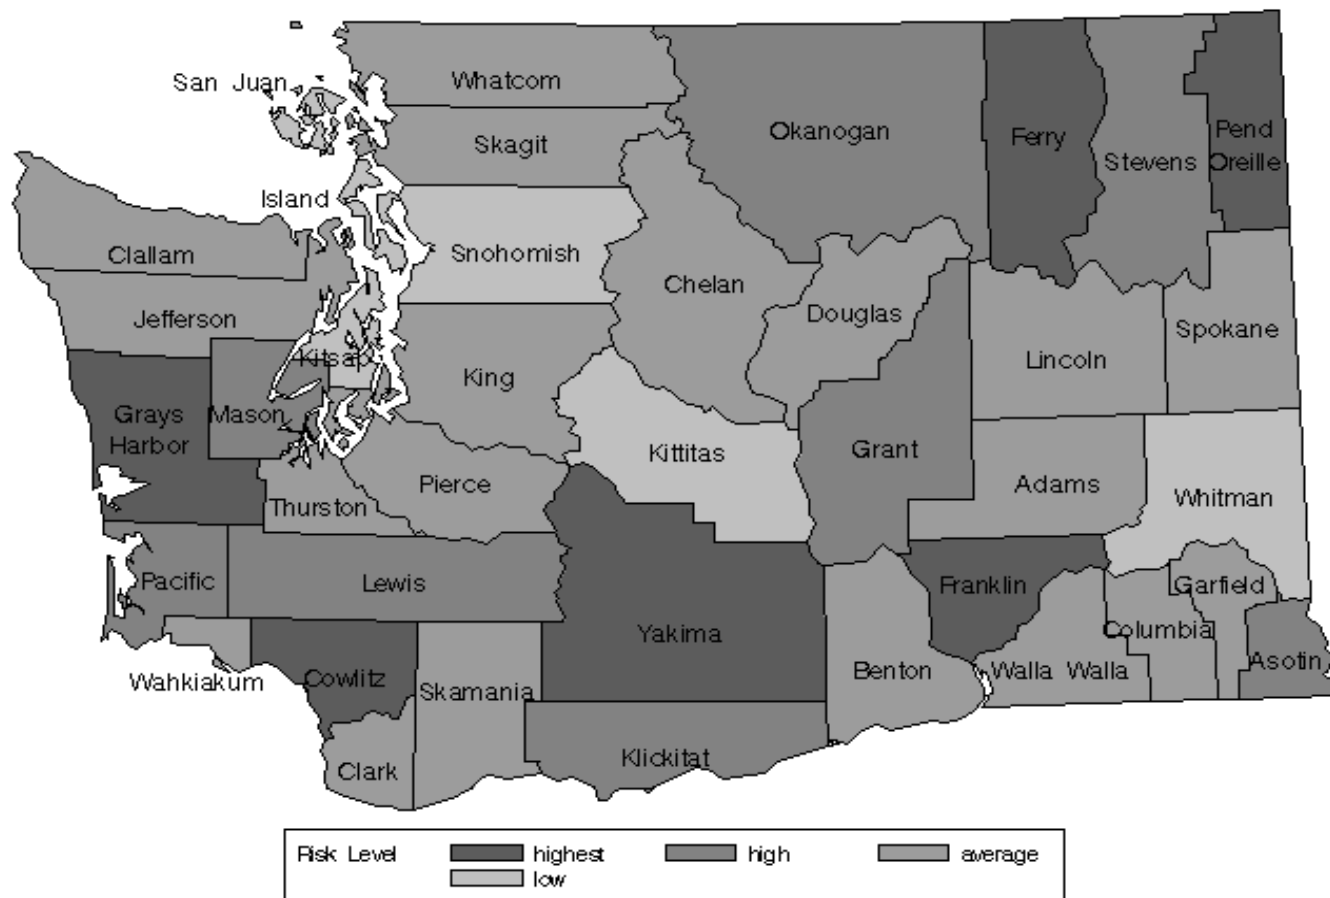 Whatcom
San Juan
Skagit
Okanogan
Ferry
Pend
Oreille
Stevens
Island
Clallam
Snohomish
Chelan
Jefferson
Douglas
Spokane
Kitsap
King
Lincoln
Grays
Harbor
Mason
Kittitas
Grant
Pierce
Adams
Whitman
Thurston
Pacific
Lewis
Franklin
Garfield
Yakima
Columbia
Wahkiakum
Cowlitz
Skamania
Benton
Walla Walla
Asotin
Clark
Klickitat
Risk Level highest high average
low